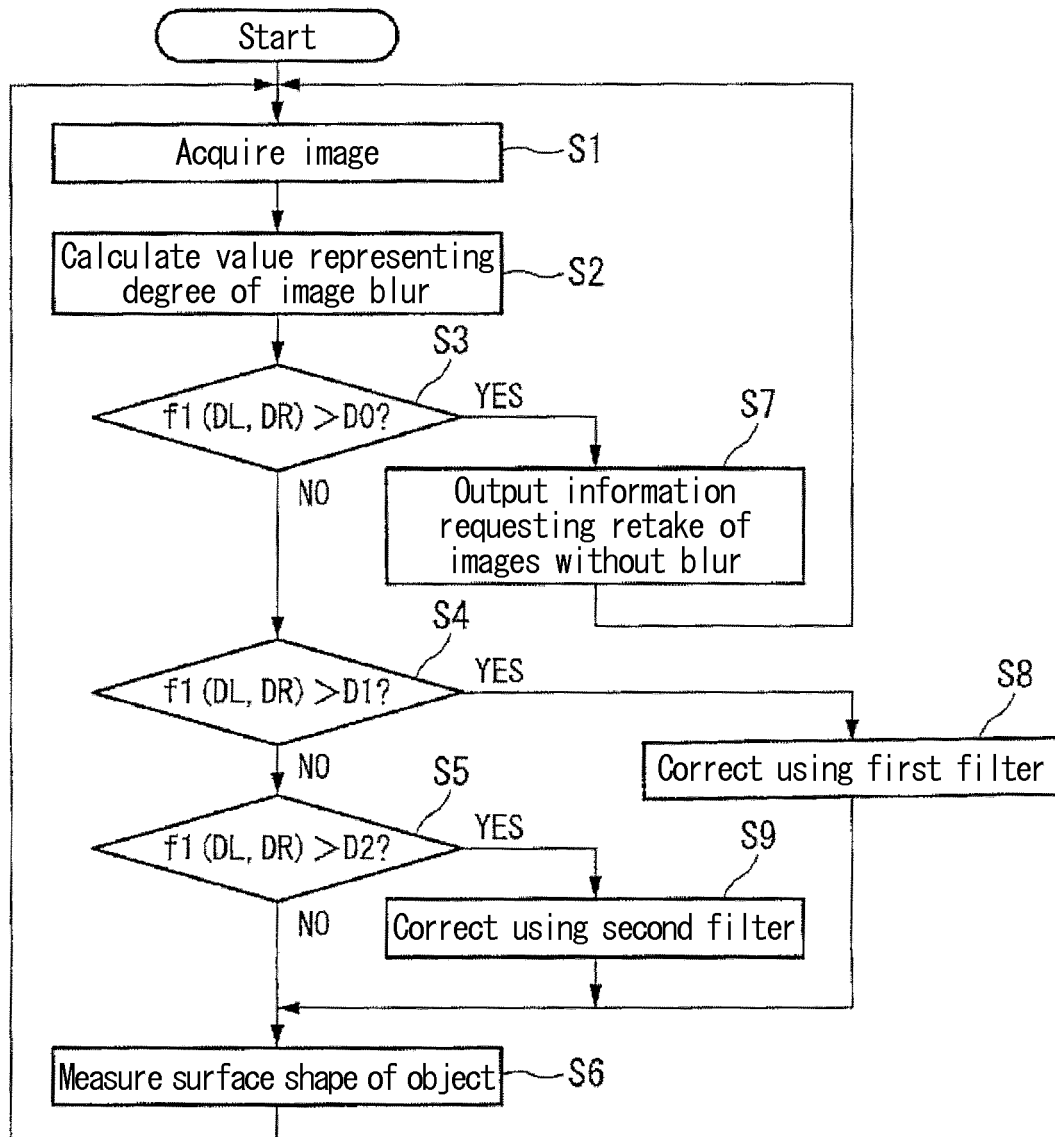 Start
Acquire image
S1
Calculate value representing
degree of image blur
S2
S3
f1(DL, DR)>D0?
YES
NO
S7
Output information
requesting retake of
images without blur
S4
f1(DL, DR)>D1?
YES
NO
S8
Correct using first filter
S5
f1(DL, DR)>D2?
YES
NO
S9
Correct using second filter
Measure surface shape of object
S6